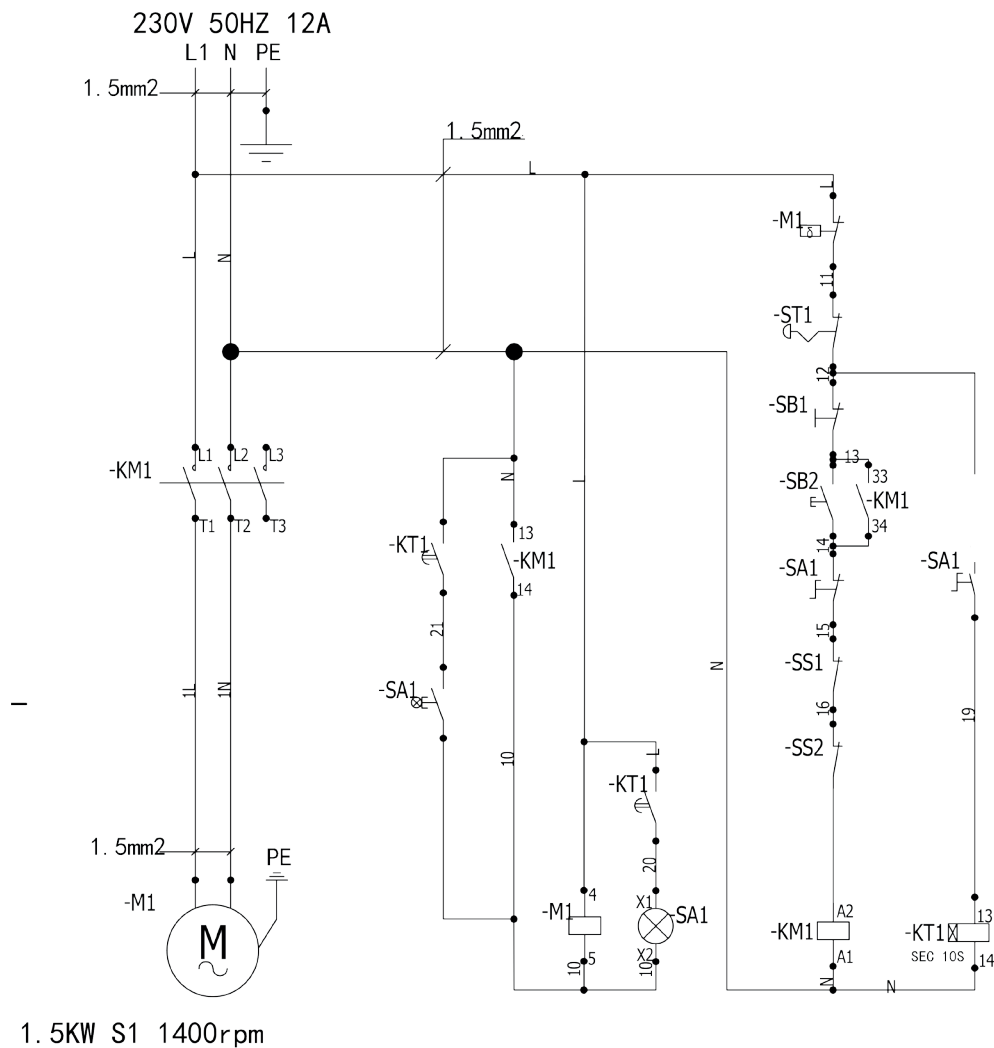 230V 50HZ 12A
L1 N PE
1.5mm2
1.5mm2
L
L
-M1
δ
L
N
11
-ST1
12
-SB1
L1 L2 L3
-KM1
T1 T2 T3
13
33
-SB2
-KM1
34
14
N
L
13
-KT1
-KM1
14
-SA1
-SA1
21
15
-SS1
N
-SA1
1L
1N
16
19
10
-SS2
L
-KT1
1.5mm2
PE
20
-M1
4
X1
-M1
-SA1
A2
-KM1
13
-KT1
M
5
X2
A1
SEC 10S
14
10
10
N
N
1.5KW S1 1400rpm